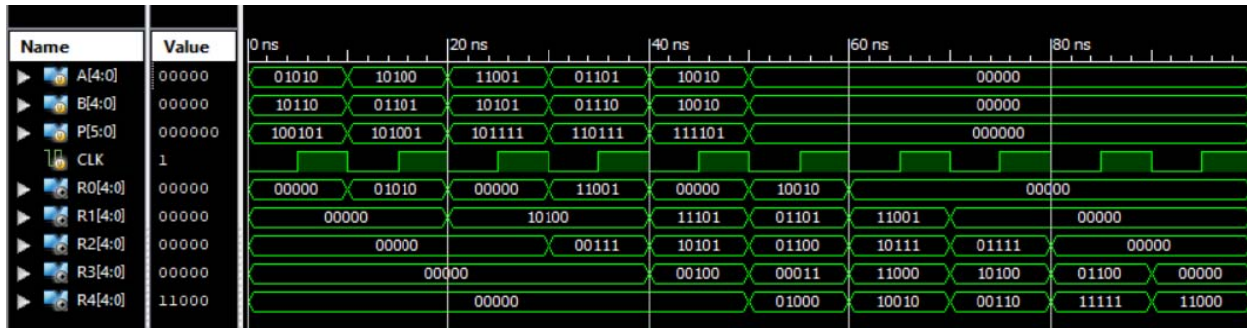 Name Value 0 ns 20 ns 40 ns 60 ns 80 ns
A[4:0] 00000 01010 10100 11001 01101 10010 00000
B[4:0] 00000 10110 01101 10101 01110 10010 00000
P[5:0] 000000 100101 101001 101111 110111 111101 000000
CLK 1
R0[4:0] 00000 00000 01010 00000 11001 00000 10010 00000
R1[4:0] 00000 00000 10100 11101 01101 11001 00000
R2[4:0] 00000 00000 00111 10101 01100 10111 01111 00000
R3[4:0] 00000 00000 00100 00011 11000 10100 01100 00000
R4[4:0] 11000 00000 01000 10010 00110 11111 11000